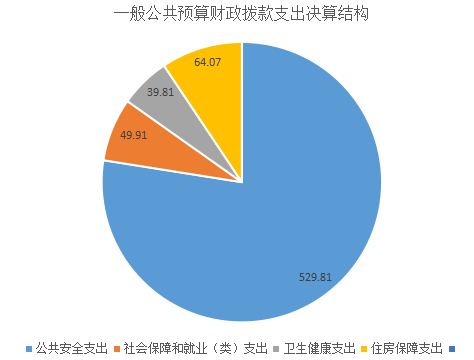 一般公共预算财政拨款支出决算结构
64.07
39.81
49.91
529.81
公共安全支出 社会保障和就业（类）支出 卫生健康支出 住房保障支出